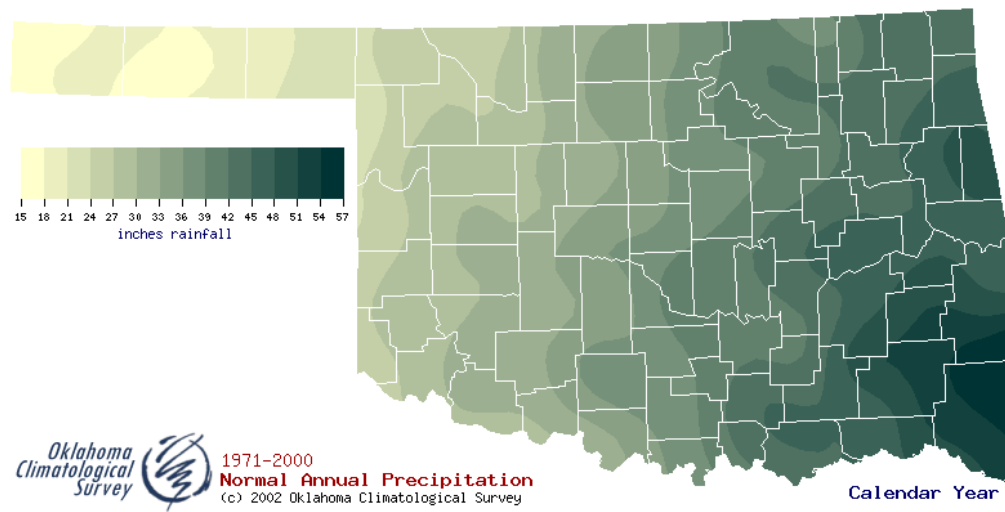 15 18 21 24 27 30 33 36 39 42 45 48 51 54 57
inches rainfall
Oklahoma
Climatological
Survey
1971-2000
Normal Annual Precipitation
(c) 2002 Oklahoma Climatological Survey
Calendar Year